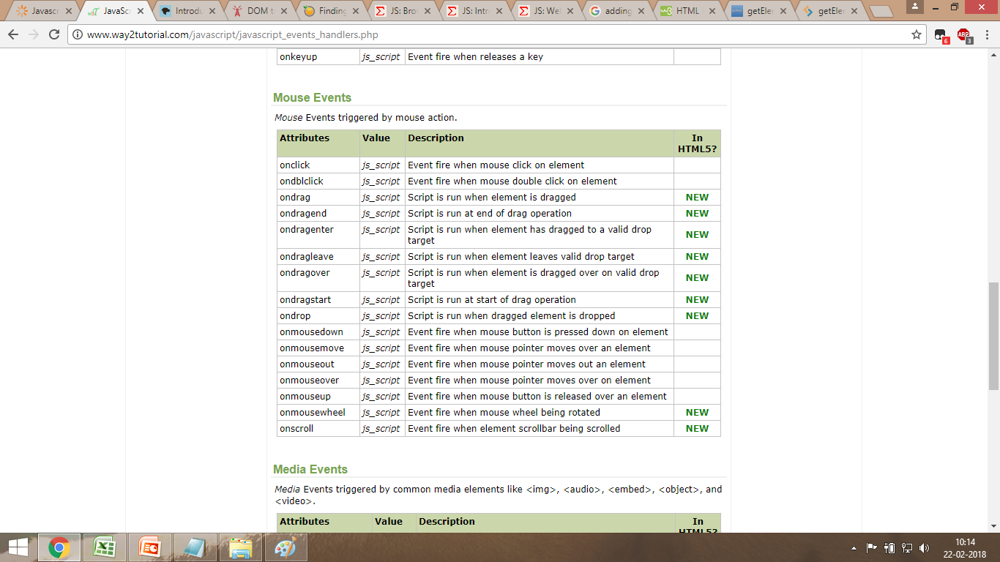 Javascr
JavaSc
Introdu
DOM t
Finding
JS: Bro
JS: Intr
JS: Wel
adding
HTML
getEler
getEler
www.way2tutorial.com/javascript/javascript_events_handlers.php
6
ABP
3
onkeyup js_script Event fire when releases a key
Mouse Events
Mouse Events triggered by mouse action.
Attributes Value Description In
HTML5?
onclick js_script Event fire when mouse click on element
ondblclick js_script Event fire when mouse double click on element
ondrag js_script Script is run when element is dragged NEW
ondragend js_script Script is run at end of drag operation NEW
ondragenter js_script Script is run when element has dragged to a valid drop
target NEW
ondragleave js_script Script is run when element leaves valid drop target NEW
ondragover js_script Script is run when element is dragged over on valid drop
target NEW
ondragstart js_script Script is run at start of drag operation NEW
ondrop js_script Script is run when dragged element is dropped NEW
onmousedown js_script Event fire when mouse button is pressed down on element
onmousemove js_script Event fire when mouse pointer moves over an element
onmouseout js_script Event fire when mouse pointer moves out an element
onmouseover js_script Event fire when mouse pointer moves over on element
onmouseup js_script Event fire when mouse button is released over an element
onmousewheel js_script Event fire when mouse wheel being rotated NEW
onscroll js_script Event fire when element scrollbar being scrolled NEW
Media Events
Media Events triggered by common media elements like <img>, <audio>, <embed>, <object>, and
<video>.
Attributes Value Description In
HTML5?
10:14
22-02-2018